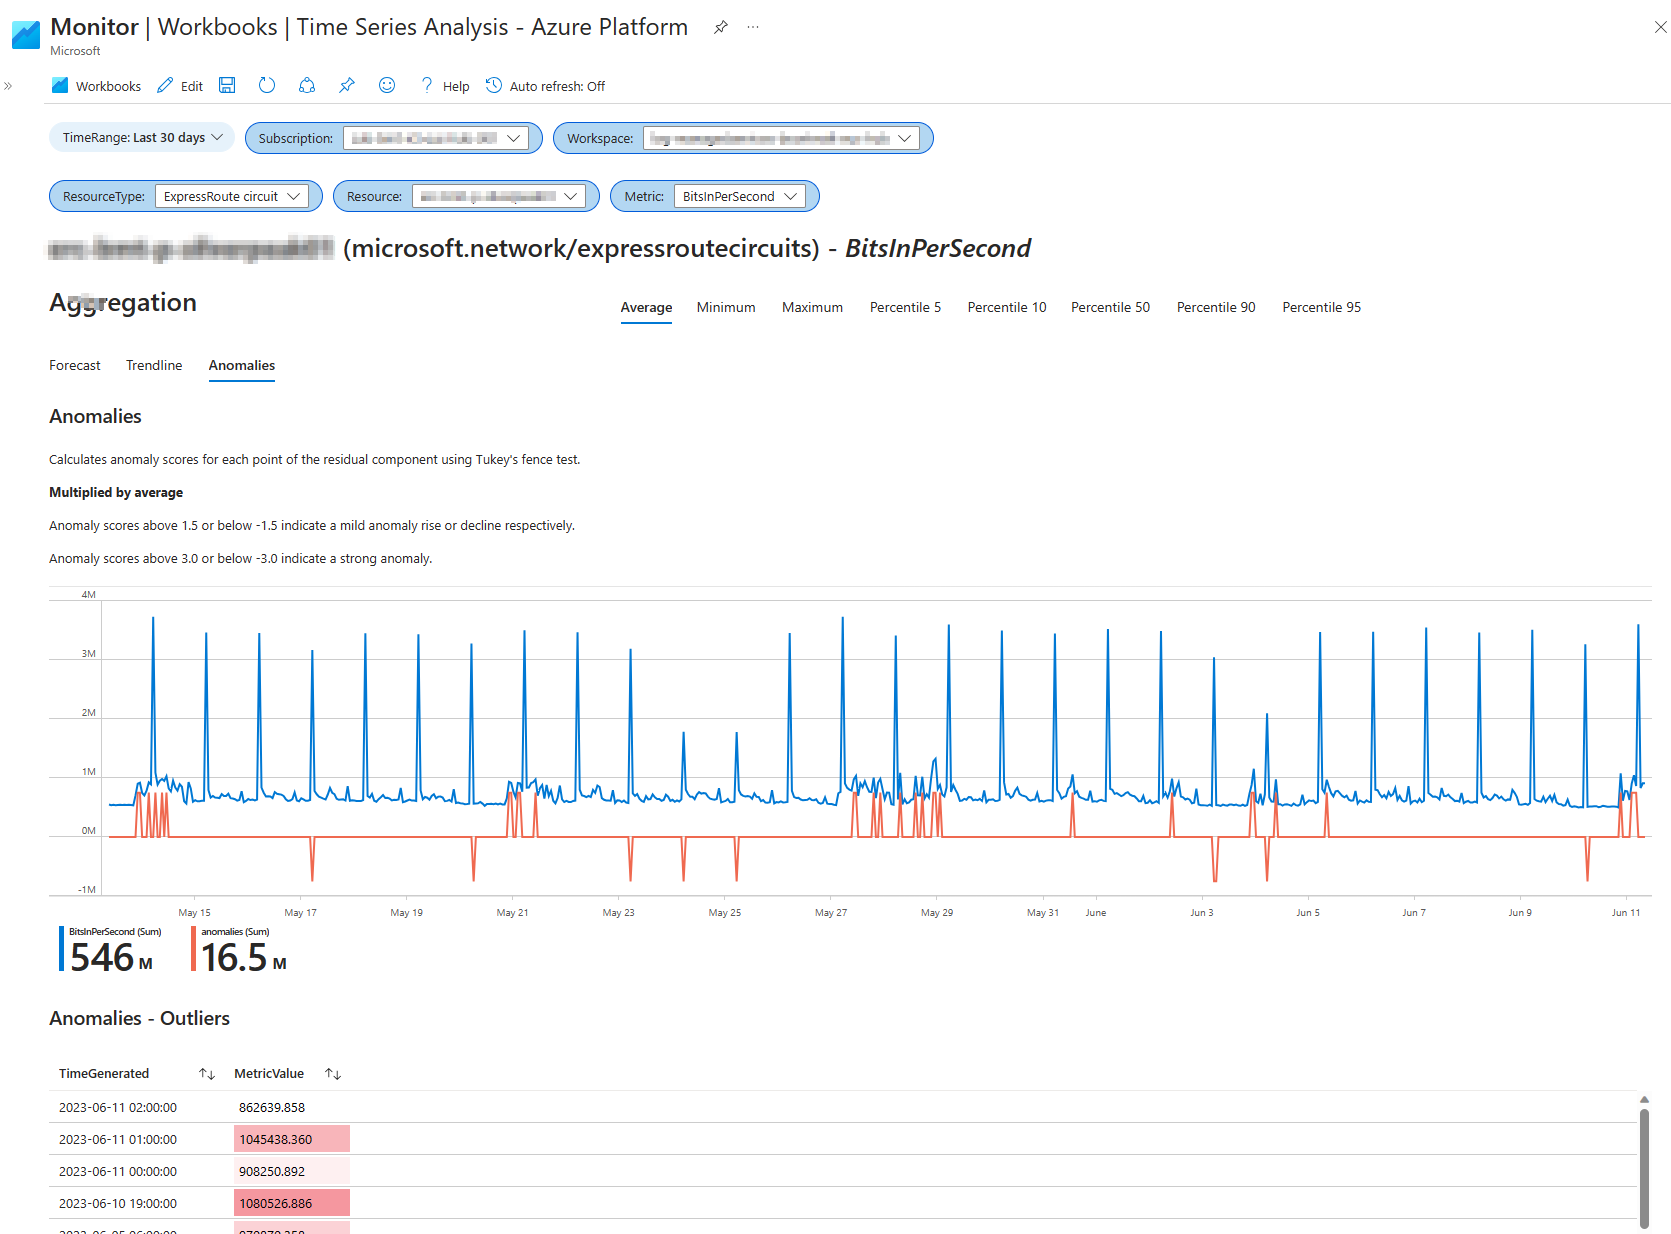 Monitor | Workbooks | Time Series Analysis - Azure Platform
Microsoft
Workbooks Edit Help Auto refresh: Off
TimeRange: Last 30 days Subscription: Workspace:
ResourceType: ExpressRoute circuit Resource: Metric: BitsInPerSecond
(microsoft.network/expressroutecircuits) - BitsInPerSecond
Aggregation
Average Minimum Maximum Percentile 5 Percentile 10 Percentile 50 Percentile 90 Percentile 95
Forecast Trendline Anomalies
Anomalies
Calculates anomaly scores for each point of the residual component using Tukey's fence test.
Multiplied by average
Anomaly scores above 1.5 or below -1.5 indicate a mild anomaly rise or decline respectively.
Anomaly scores above 3.0 or below -3.0 indicate a strong anomaly.
4M
3M
2M
1M
0M
-1M
May 15 May 17 May 19 May 21 May 23 May 25 May 27 May 29 May 31 June Jun 3 Jun 5 Jun 7 Jun 9 Jun 11
BitsInPerSecond (Sum) anomalies (Sum)
546 M 16.5 M
Anomalies - Outliers
TimeGenerated MetricValue
2023-06-11 02:00:00 862639.858
2023-06-11 01:00:00 1045438.360
2023-06-11 00:00:00 908250.892
2023-06-10 19:00:00 1080526.886